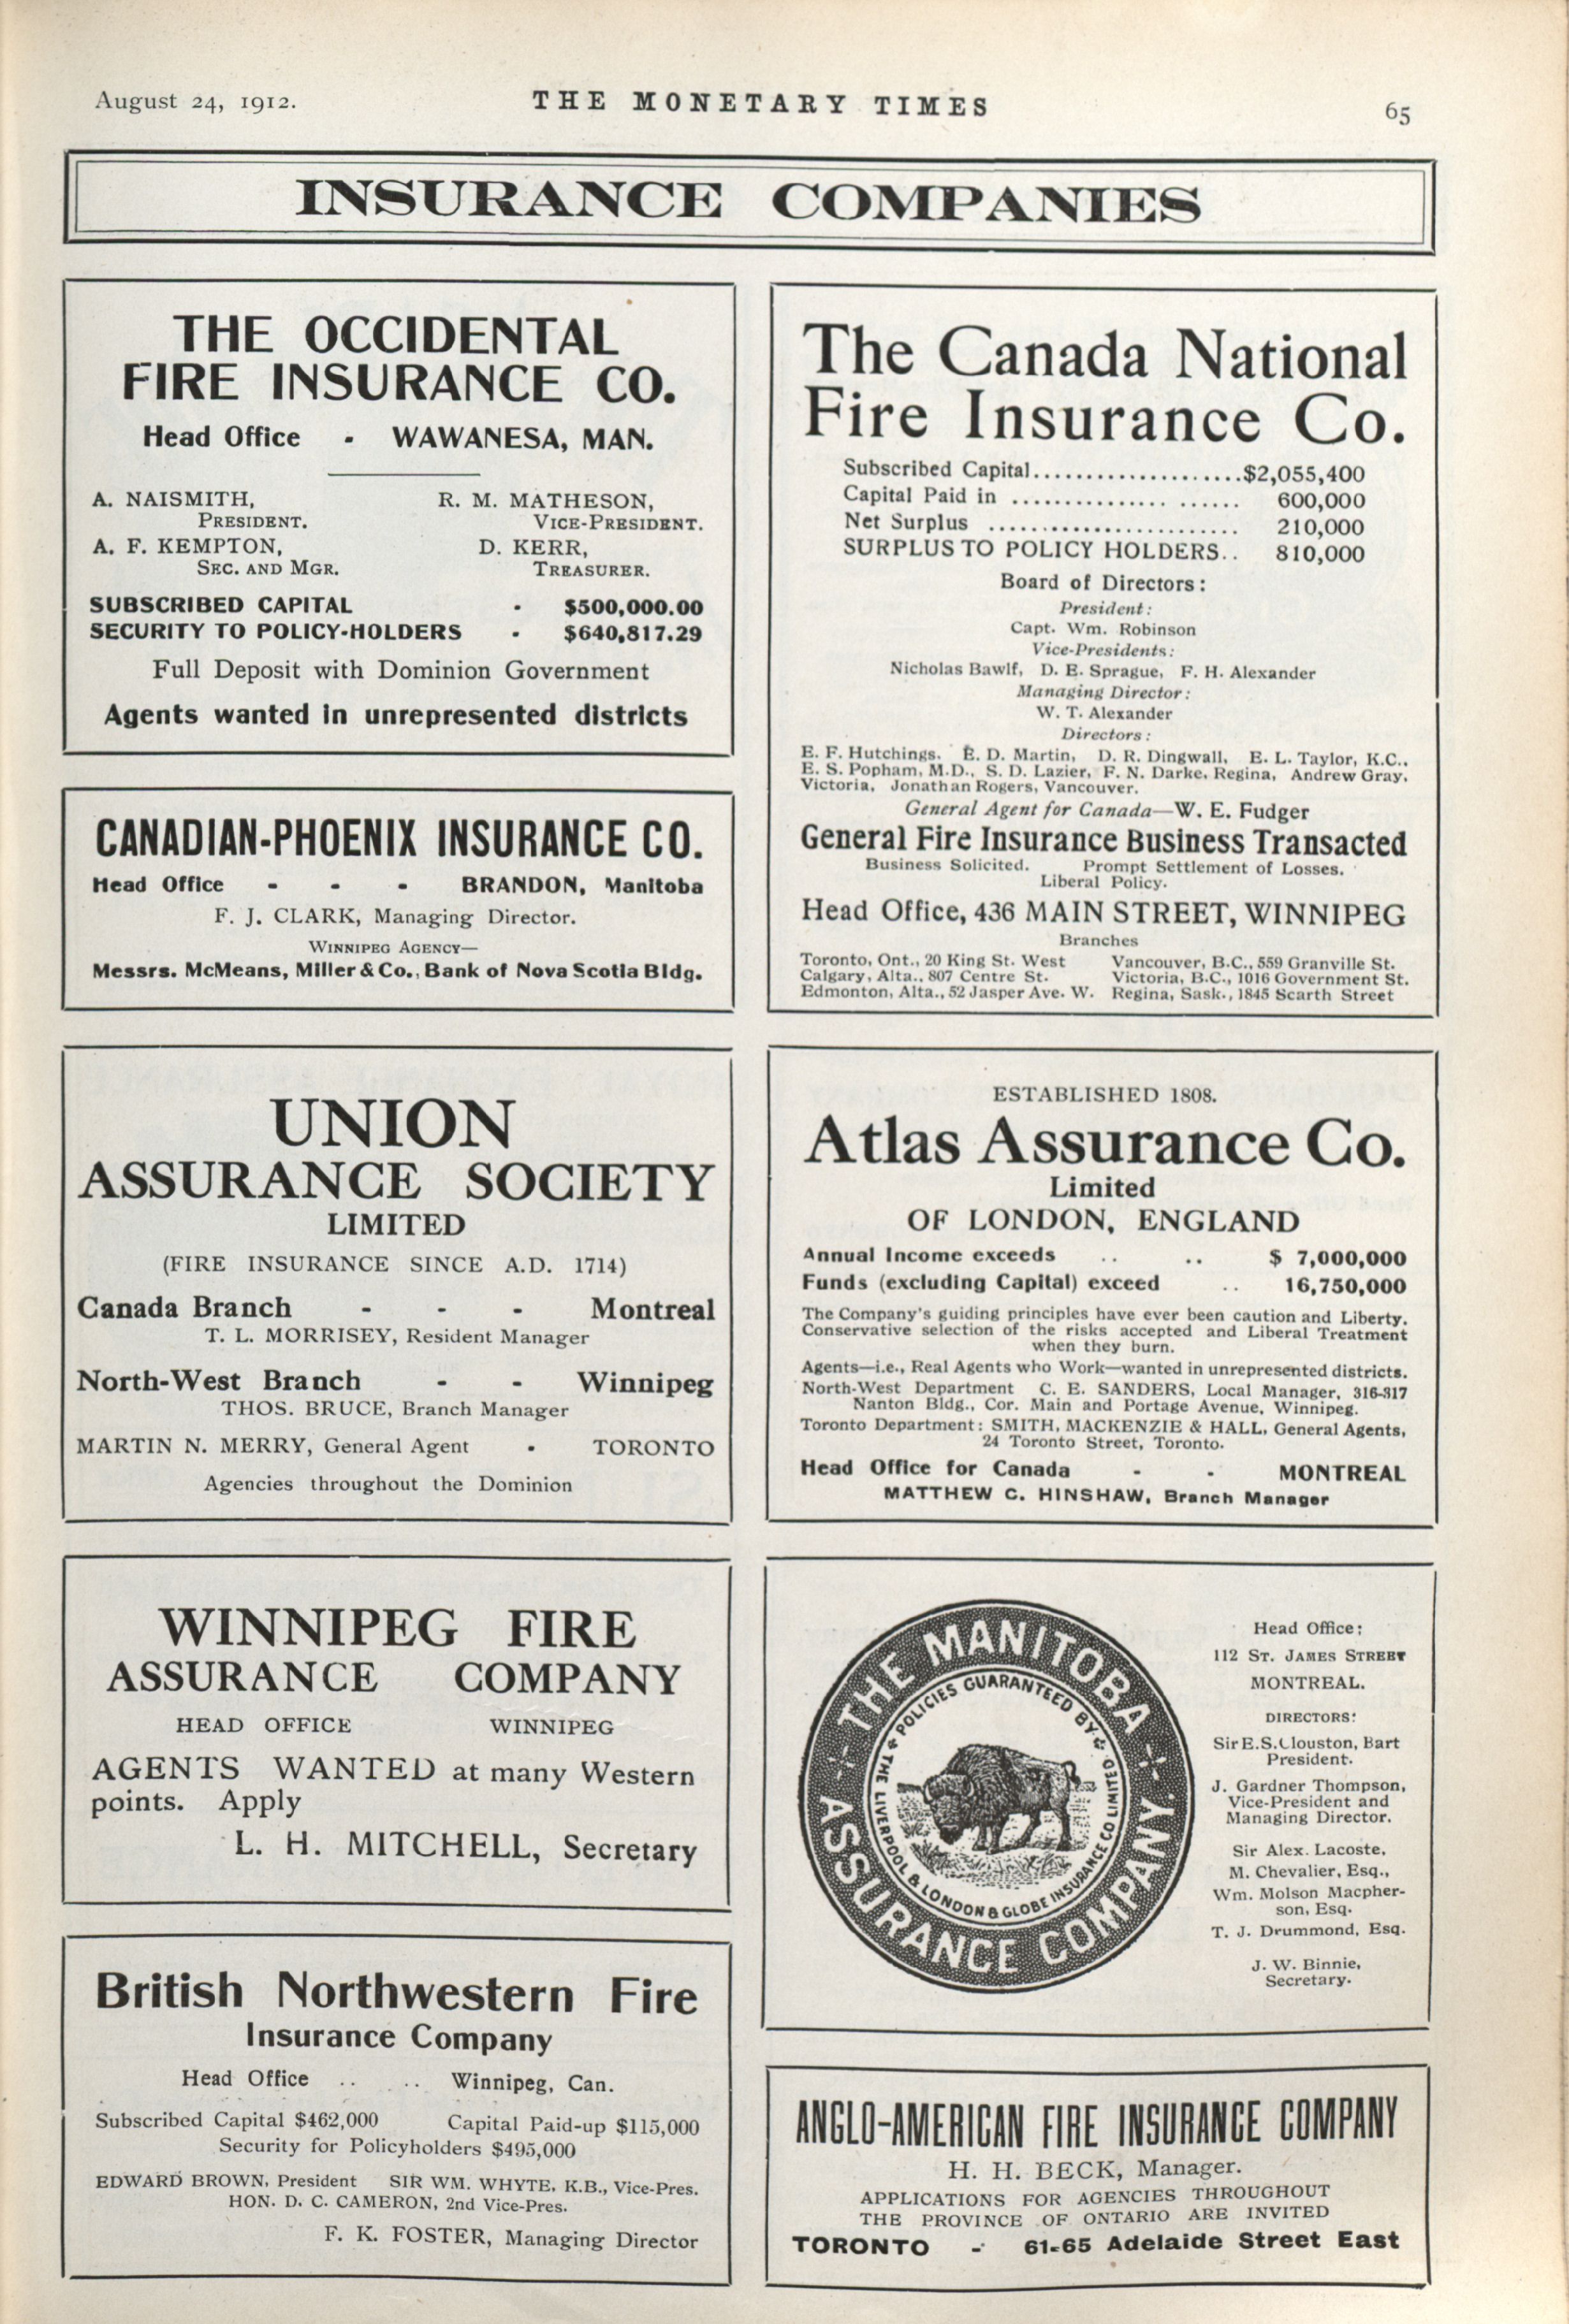 August 24, 1912.
THE MONETARY TIMES
65
INSURANCE COMPANIES
THE OCCIDENTAL
FIRE INSURANCE CO.
Head Office - WAWANESA, MAN.
A. NAISMITH, R. M. MATHESON,
PRESIDENT. VICE-PRESIDENT.
A. F. KEMPTON, D. KERR,
SEC. AND MGR. TREASURER.
SUBSCRIBED CAPITAL - $500,000.00
SECURITY TO POLICY-HOLDERS - $640,817.29
Full Deposit with Dominion Government
Agents wanted in unrepresented districts
CANADIAN-PHOENIX INSURANCE CO.
Head Office - - - BRANDON, Manitoba
F. J. CLARK, Managing Director.
WINNIPEG AGENCY—
Messrs. McMeans, Miller & Co., Bank of Nova Scotia Bldg.
UNION
ASSURANCE SOCIETY
LIMITED
(FIRE INSURANCE SINCE A.D. 1714)
Canada Branch - - - Montreal
T. L. MORRISEY, Resident Manager
North-West Branch - - Winnipeg
THOS. BRUCE, Branch Manager
MARTIN N. MERRY, General Agent - TORONTO
Agencies throughout the Dominion
WINNIPEG FIRE
ASSURANCE COMPANY
HEAD OFFICE WINNIPEG
AGENTS WANTED at many Western
points. Apply
L. H. MITCHELL, Secretary
British Northwestern Fire
Insurance Company
Head Office .. .. Winnipeg, Can.
Subscribed Capital $462,000 Capital Paid-up $115,000
Security for Policyholders $495,000
EDWARD BROWN, President SIR WM. WHYTE, K.B., Vice-Pres.
HON. D. C. CAMERON, 2nd Vice-Pres.
F. K. FOSTER, Managing Director
The Canada National
Fire Insurance Co.
Subscribed Capital......................$2,055,400
Capital Paid in ................ ...... 600,000
Net Surplus ........................ 210,000
SURPLUS TO POLICY HOLDERS.. 810,000
Board of Directors:
President:
Capt. Wm. Robinson
Vice-Presidents:
Nicholas Bawlf, D. E. Sprague, F. H. Alexander
Managing Director:
W. T. Alexander
Directors:
E. F. Hutchings, E. D. Martin, D. R. Dingwall, E. L. Taylor, K.C.,
E. S. Popham, M.D., S. D. Lazier, F. N. Darke, Regina, Andrew Gray,
Victoria, Jonathan Rogers, Vancouver.
General Agent for Canada—W. E. Fudger
General Fire Insurance Business Transacted
Business Solicited. Prompt Settlement of Losses.
Liberal Policy.
Head Office, 436 MAIN STREET, WINNIPEG
Branches
Toronto, Ont., 20 King St. West Vancouver, B.C., 559 Granville St.
Calgary, Alta., 807 Centre St. Victoria, B.C., 1016 Government St.
Edmonton, Alta., 52 Jasper Ave. W. Regina, Sask., 1845 Scarth Street
ESTABLISHED 1808.
Atlas Assurance Co.
Limited
OF LONDON, ENGLAND
Annual Income exceeds .. .. $ 7,000,000
Funds (excluding Capital) exceed .. 16,750,000
The Company's guiding principles have ever been caution and Liberty.
Conservative selection of the risks accepted and Liberal Treatment
when they burn.
Agents—i.e., Real Agents who Work—wanted in unrepresented districts.
North-West Department C. E. SANDERS, Local Manager, 316-317
Nanton Bldg., Cor. Main and Portage Avenue, Winnipeg.
Toronto Department: SMITH, MACKENZIE & HALL, General Agents,
24 Toronto Street, Toronto.
Head Office for Canada - - MONTREAL
MATTHEW C. HINSHAW, Branch Manager
THE MANITOBA
ASSURANCE COMPANY.
POLICIES GUARANTEED BY
THE LIVERPOOL & LONDON & GLOBE INSURANCE CO LIMITED
Head Office:
112 ST. JAMES STREET
MONTREAL.
DIRECTORS:
Sir E. S. Clouston, Bart
President.
J. Gardner Thompson,
Vice-President and
Managing Director.
Sir Alex. Lacoste,
M. Chevalier, Esq.,
Wm. Molson Macpher-
son, Esq.
T. J. Drummond, Esq.
J. W. Binnie,
Secretary.
ANGLO-AMERICAN FIRE INSURANCE COMPANY
H. H. BECK, Manager.
APPLICATIONS FOR AGENCIES THROUGHOUT
THE PROVINCE OF ONTARIO ARE INVITED
TORONTO - 61-65 Adelaide Street East